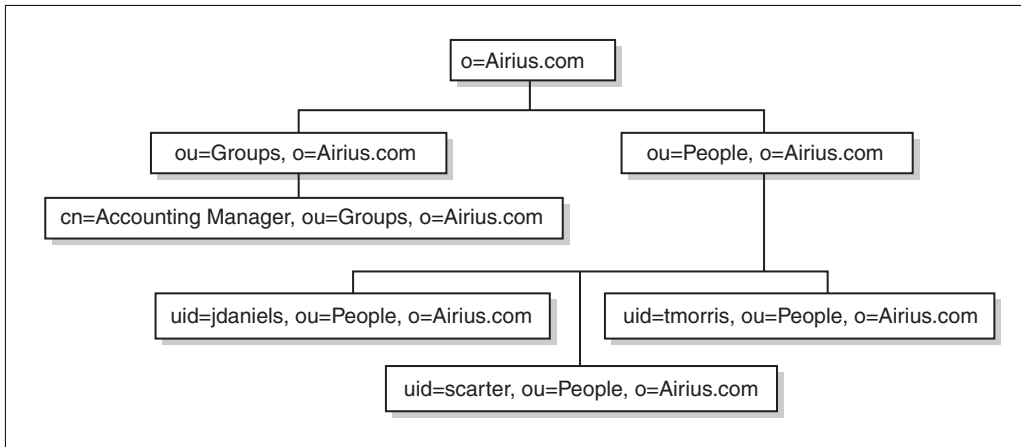 o=Airius.com
ou=Groups, o=Airius.com
ou=People, o=Airius.com
cn=Accounting Manager, ou=Groups, o=Airius.com
uid=jdaniels, ou=People, o=Airius.com
uid=tmorris, ou=People, o=Airius.com
uid=scarter, ou=People, o=Airius.com